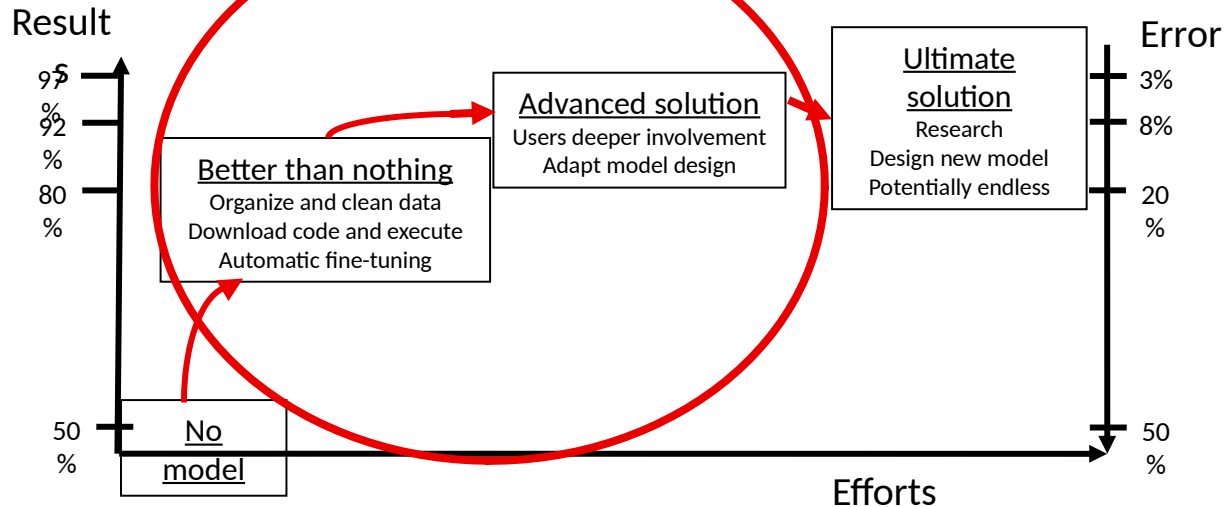 Result
s
97
%
92
%
80
%
50
%
No
model
Better than nothing
Organize and clean data
Download code and execute
Automatic fine-tuning
Advanced solution
Users deeper involvement
Adapt model design
Ultimate
solution
Research
Design new model
Potentially endless
Error
3%
8%
20
%
50
%
Efforts